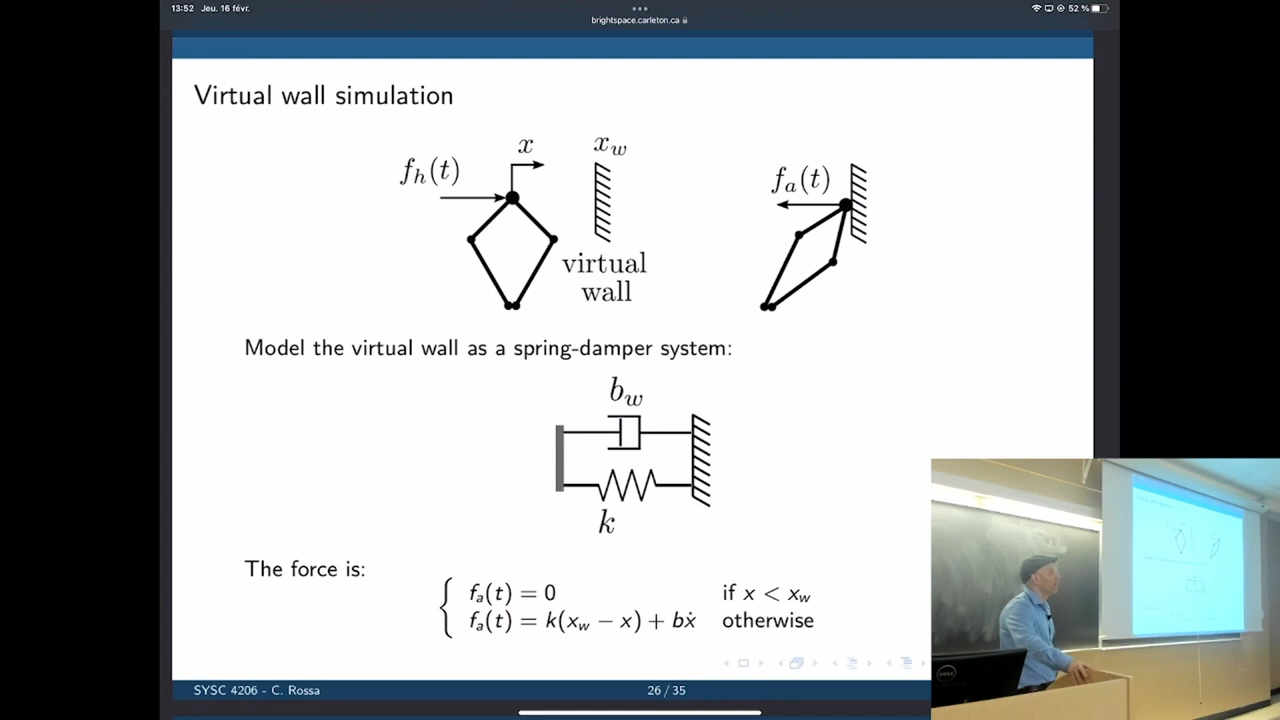 13:52 Jeu. 16 févr.
52 %
brightspace.carleton.ca
Virtual wall simulation
x
x_w
f_h(t)
f_a(t)
virtual
wall
Model the virtual wall as a spring-damper system:
b_w
k
The force is:
f_a(t) = 0 if x < x_w
f_a(t) = k(x_w − x) + bẋ otherwise
SYSC 4206 - C. Rossa
26 / 35